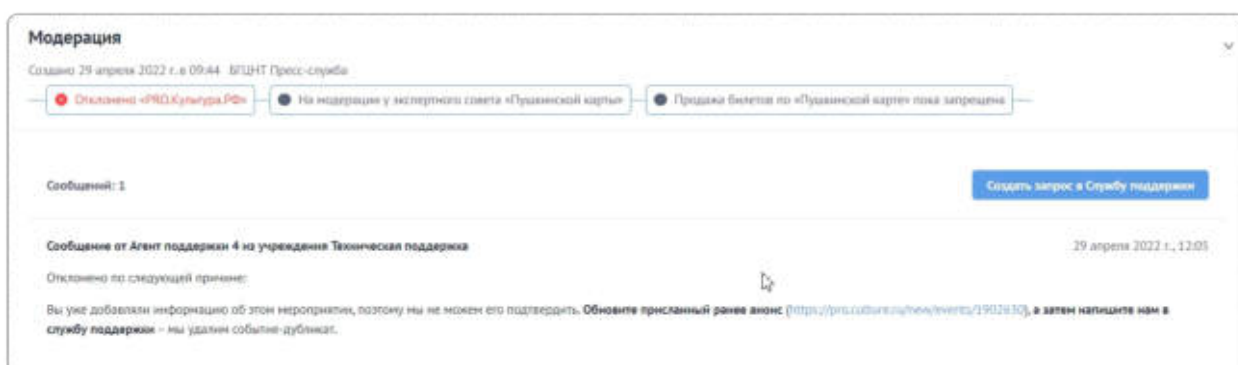 Модерация
Создано 29 апреля 2022 г. в 09:44 БГЦНТ Пресс-служба
Отклонено «PRO.Культура.РФ»
На модерации у экспертного совета «Пушкинской карты»
Продажа билетов по «Пушкинской карте» пока запрещена
Сообщений: 1
Создать запрос в Службу поддержки
Сообщение от Агент поддержки 4 из учреждения Техническая поддержка
29 апреля 2022 г., 12:05
Отклонено по следующей причине:
Вы уже добавляли информацию об этом мероприятии, поэтому мы не можем его подтвердить. Обновите присланный ранее анонс (https://pro.culture.ru/new/events/1902630), а затем напишите нам в
службу поддержки – мы удалим событие-дубликат.